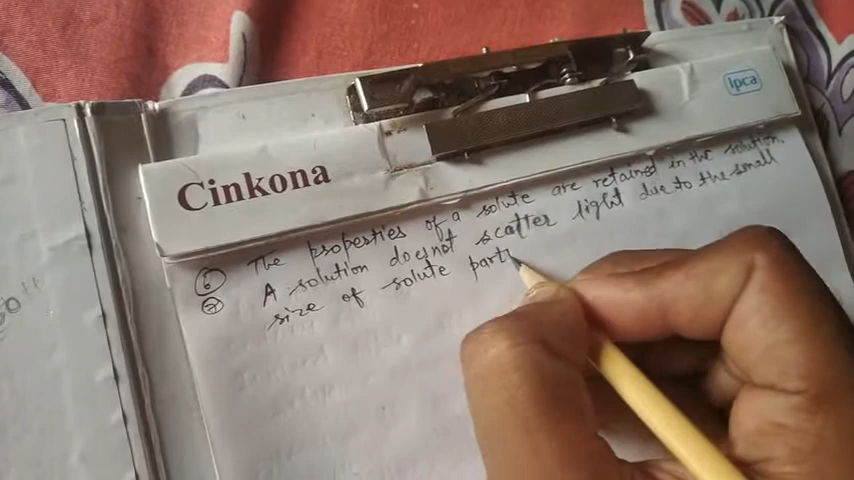 ipca
Cinkona
⑥ The properties of a solute are retained in the solution.
⑦ A solution doesnot scatter light due to the small
size of solute parti